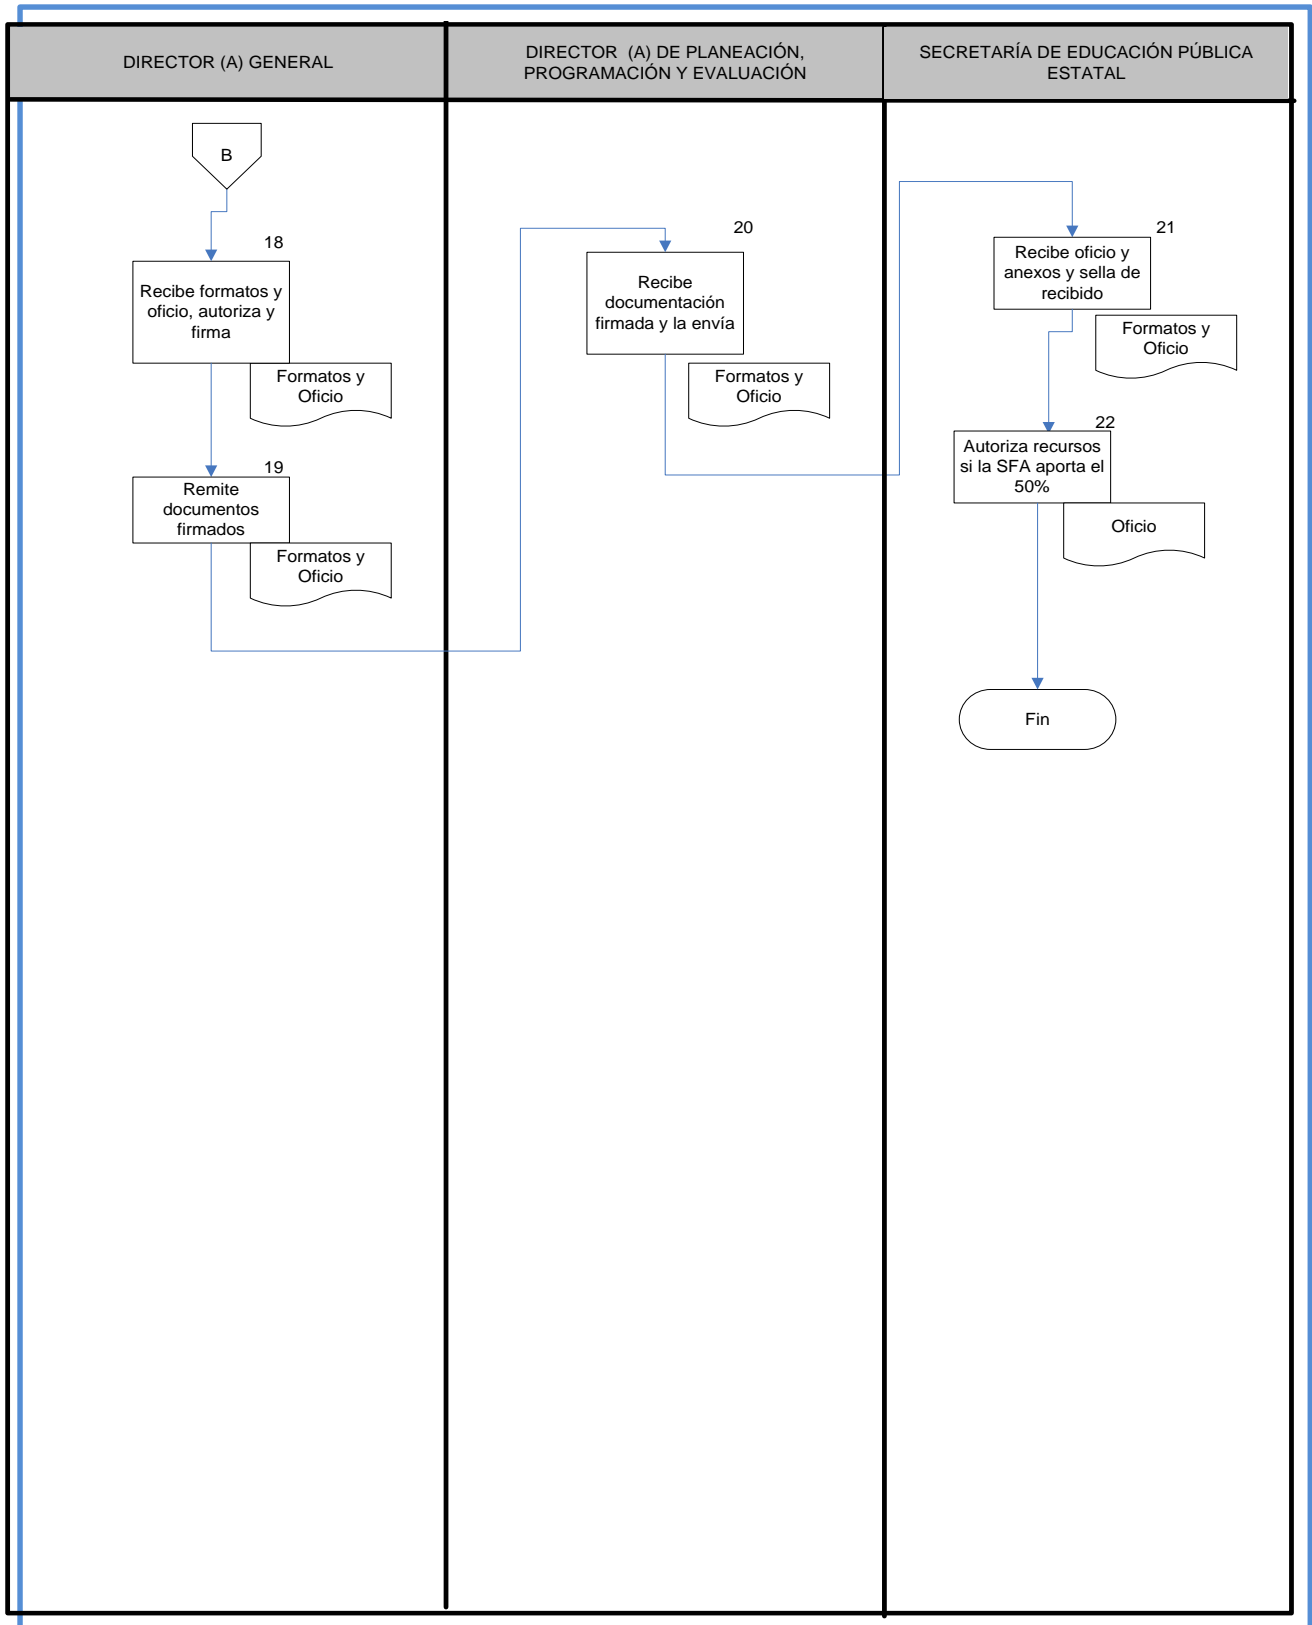 DIRECTOR (A) GENERAL
DIRECTOR (A) DE PLANEACIÓN,
PROGRAMACIÓN Y EVALUACIÓN
SECRETARÍA DE EDUCACIÓN PÚBLICA
ESTATAL
B
18
Recibe formatos y
oficio, autoriza y
firma
Formatos y
Oficio
19
Remite
documentos
firmados
Formatos y
Oficio
20
Recibe
documentación
firmada y la envía
Formatos y
Oficio
21
Recibe oficio y
anexos y sella de
recibido
Formatos y
Oficio
22
Autoriza recursos
si la SFA aporta el
50%
Oficio
Fin